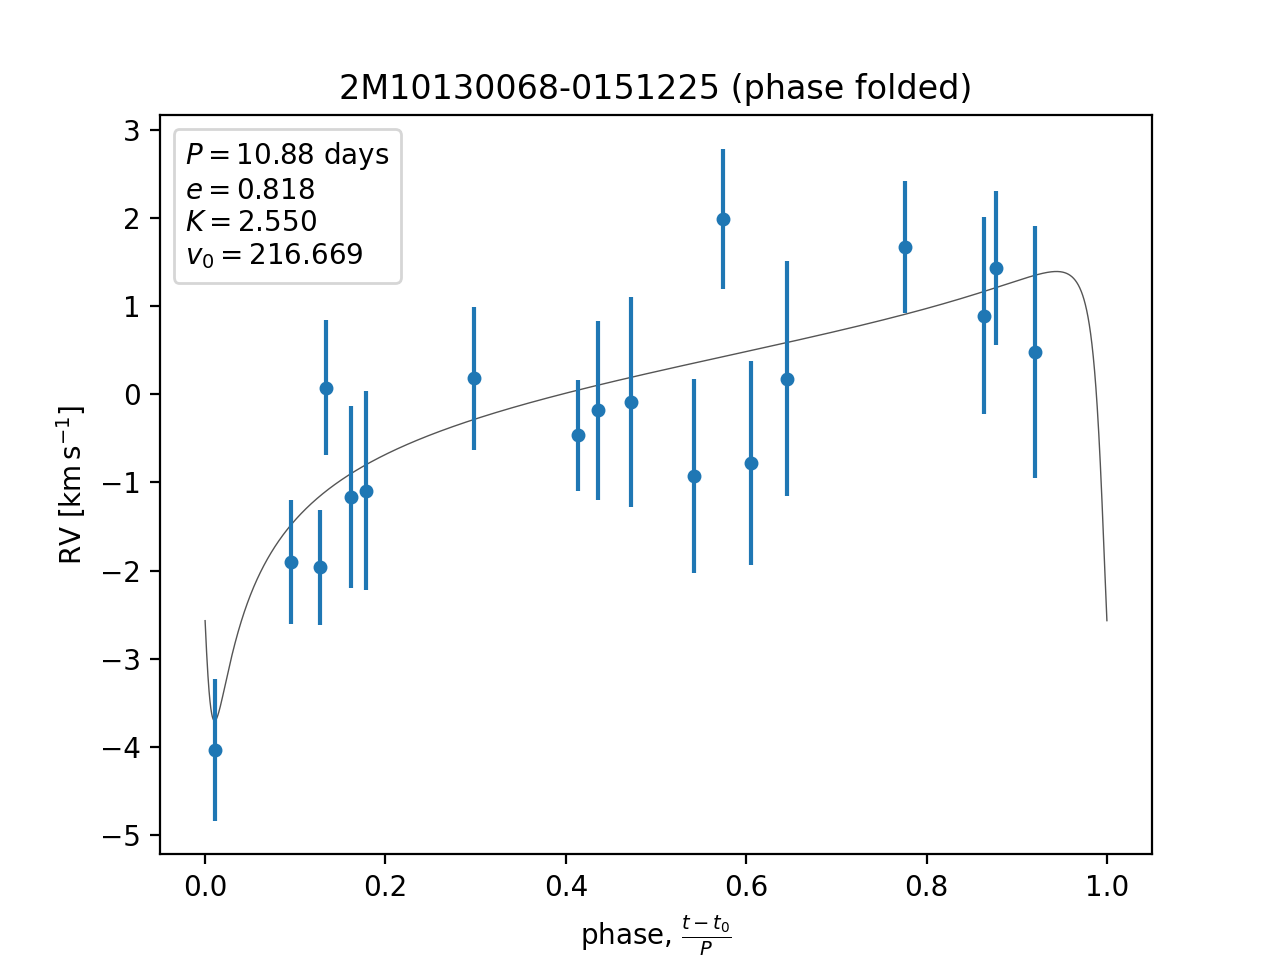 2M10130068-0151225 (phase folded)
P = 10.88 days
e = 0.818
K = 2.550
v₀ = 216.669
3
2
1
0
−1
−2
−3
−4
−5
RV [km s⁻¹]
0.0 0.2 0.4 0.6 0.8 1.0
phase, (t − t₀)/P